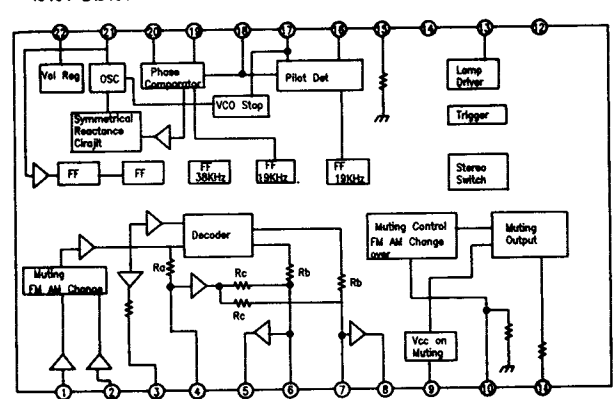 22 21 20 19 18 17 16 15 14 13 12
Vol Reg
OSC
Phase
Comparator
Pilot Det
Lamp
Driver
VCO Stop
Trigger
Symmetrical
Reactance
Cirajit
FF
FF
FF
38KHz
FF
19KHz
FF
19KHz
Stereo
Switch
Decoder
Muting Control
FM AM Change
over
Muting
Output
Muting
FM AM Change
Ra
Rc
Rb
Rb
Rc
Vcc on
Muting
1 2 3 4 5 6 7 8 9 10